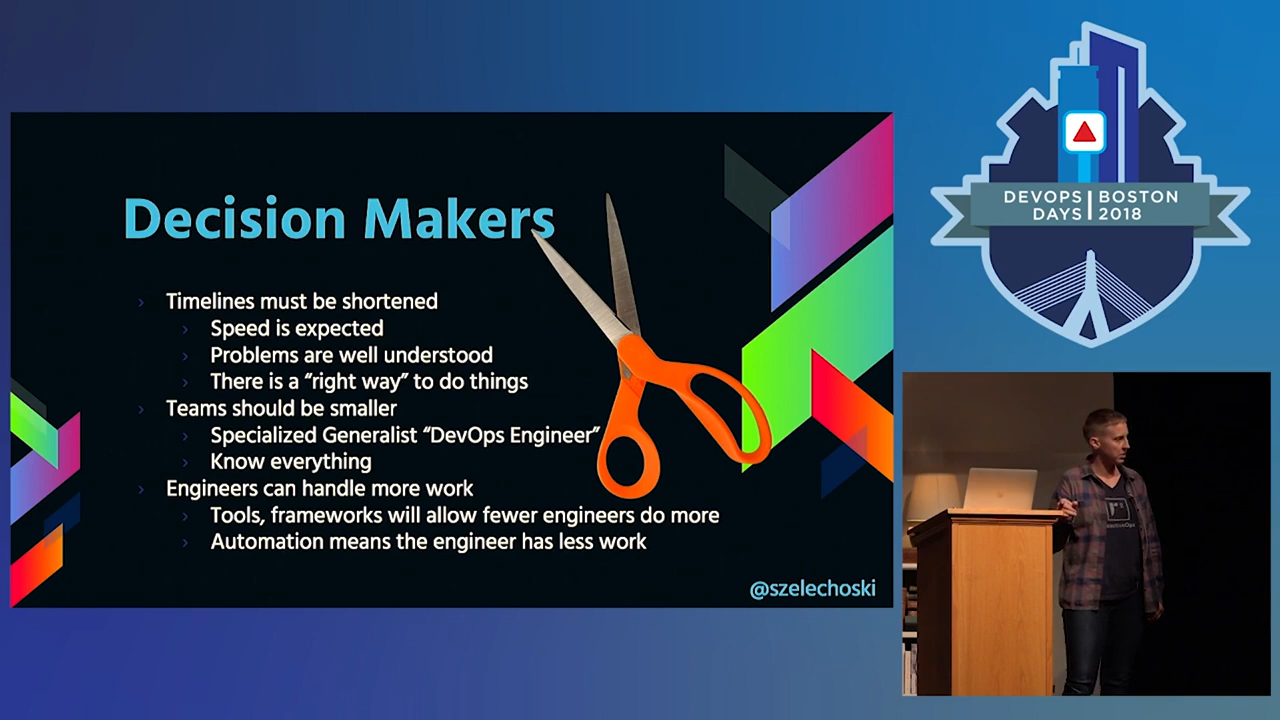 Decision Makers
Timelines must be shortened
Speed is expected
Problems are well understood
There is a “right way” to do things
Teams should be smaller
Specialized Generalist “DevOps Engineer”
Know everything
Engineers can handle more work
Tools, frameworks will allow fewer engineers do more
Automation means the engineer has less work
@szelechoski
DEVOPS | BOSTON
DAYS | 2018